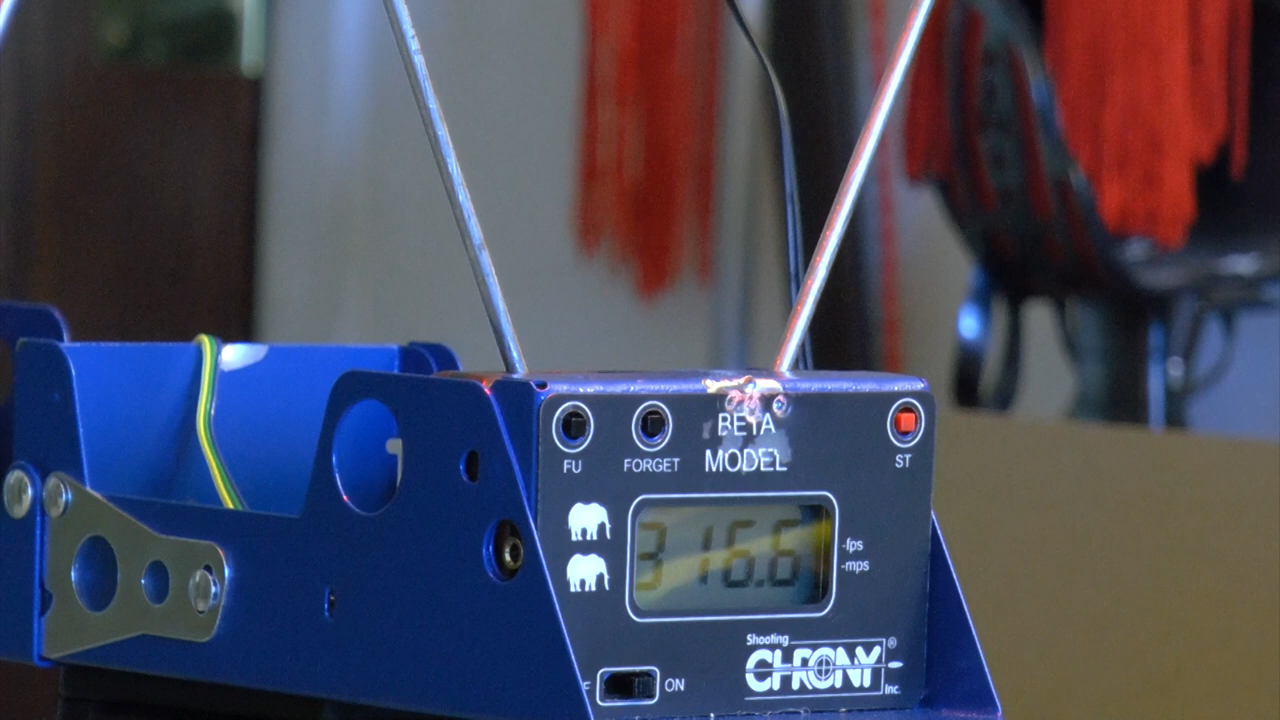 BETA
MODEL
FU
FORGET
ST
316.6
-fps
-mps
Shooting
CHRONY
®
Inc.
F
ON